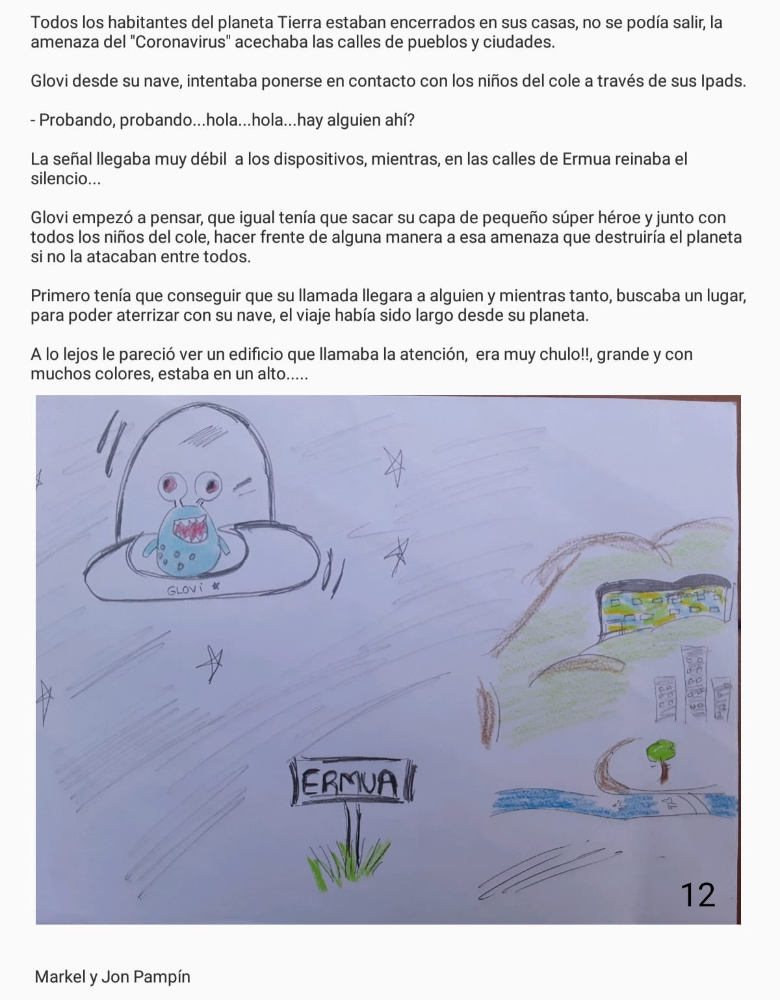 Todos los habitantes del planeta Tierra estaban encerrados en sus casas, no se podía salir, la
amenaza del "Coronavirus" acechaba las calles de pueblos y ciudades.
Glovi desde su nave, intentaba ponerse en contacto con los niños del cole a través de sus Ipads.
- Probando, probando...hola...hola...hay alguien ahí?
La señal llegaba muy débil  a los dispositivos, mientras, en las calles de Ermua reinaba el
silencio...
Glovi empezó a pensar, que igual tenía que sacar su capa de pequeño súper héroe y junto con
todos los niños del cole, hacer frente de alguna manera a esa amenaza que destruiría el planeta
si no la atacaban entre todos.
Primero tenía que conseguir que su llamada llegara a alguien y mientras tanto, buscaba un lugar,
para poder aterrizar con su nave, el viaje había sido largo desde su planeta.
A lo lejos le pareció ver un edificio que llamaba la atención,  era muy chulo!!, grande y con
muchos colores, estaba en un alto.....
GLOVi
ERMUA
12
Markel y Jon Pampín